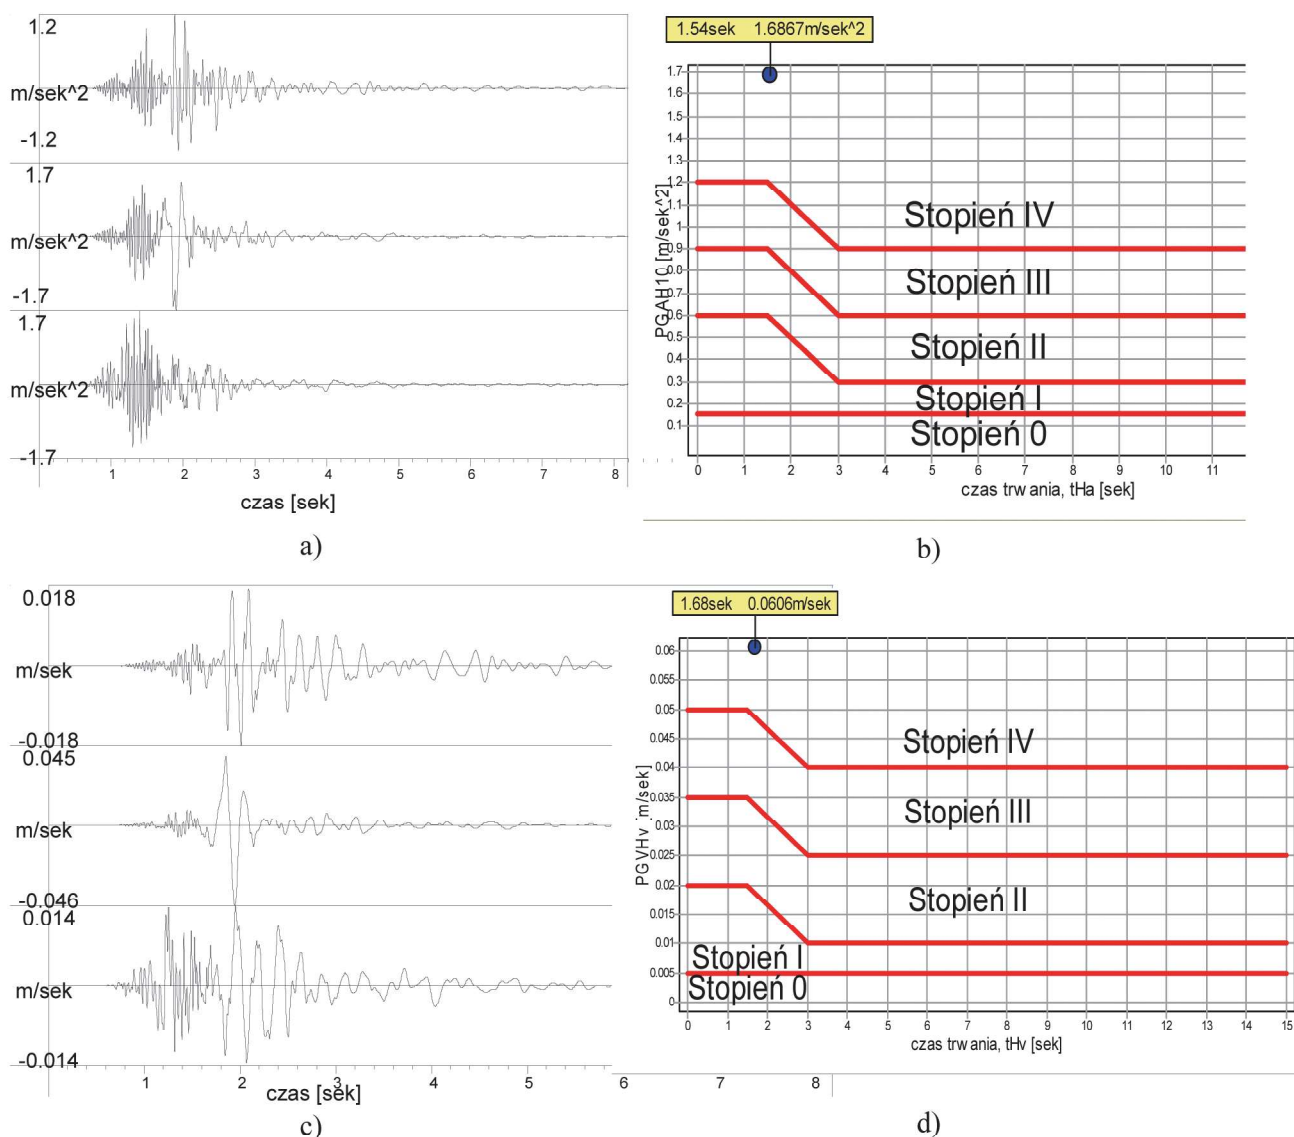 1.2
m/sek^2
-1.2
1.7
m/sek^2
-1.7
1.7
m/sek^2
-1.7
1 2 3 4 5 6 7 8
czas [sek]
a)
1.54sek 1.6867m/sek^2
1.7
1.6
1.5
1.4
1.3
1.2
1.1
1
0.9
0.8
0.7
0.6
0.5
0.4
0.3
0.2
0.1
PGAH10 [m/sek^2]
Stopień IV
Stopień III
Stopień II
Stopień I
Stopień 0
0 1 2 3 4 5 6 7 8 9 10 11
czas trwania, tHa [sek]
b)
0.018
m/sek
-0.018
0.045
m/sek
-0.046
0.014
m/sek
-0.014
1 2 3 4 5 6 7 8
czas [sek]
c)
1.68sek 0.0606m/sek
0.06
0.055
0.05
0.045
0.04
0.035
0.03
0.025
0.02
0.015
0.01
0.005
0
PGVHv [m/sek]
Stopień IV
Stopień III
Stopień II
Stopień I
Stopień 0
0 1 2 3 4 5 6 7 8 9 10 11 12 13 14 15
czas trwania, tHv [sek]
d)